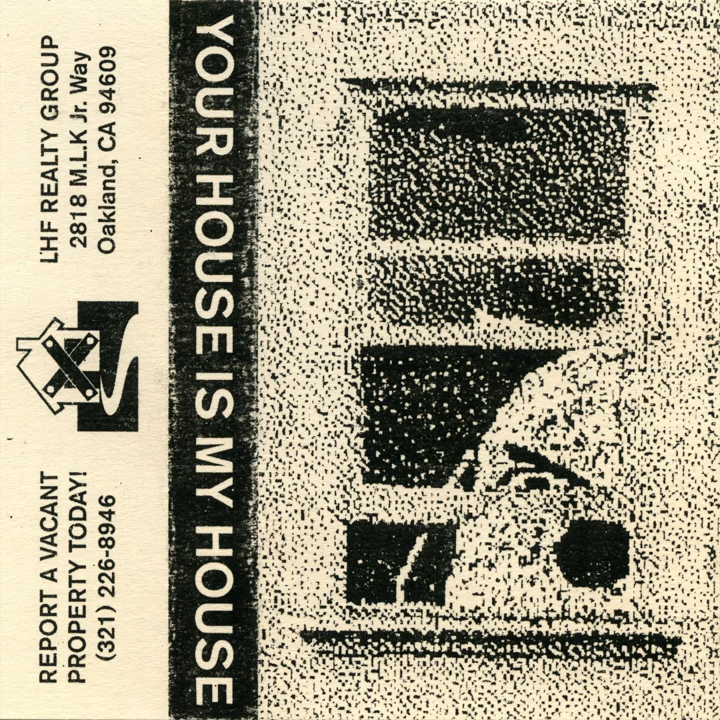 LHF REALTY GROUP
2818 M.L.K Jr. Way
Oakland, CA 94609
REPORT A VACANT
PROPERTY TODAY!
(321) 226-8946
YOUR HOUSE IS MY HOUSE